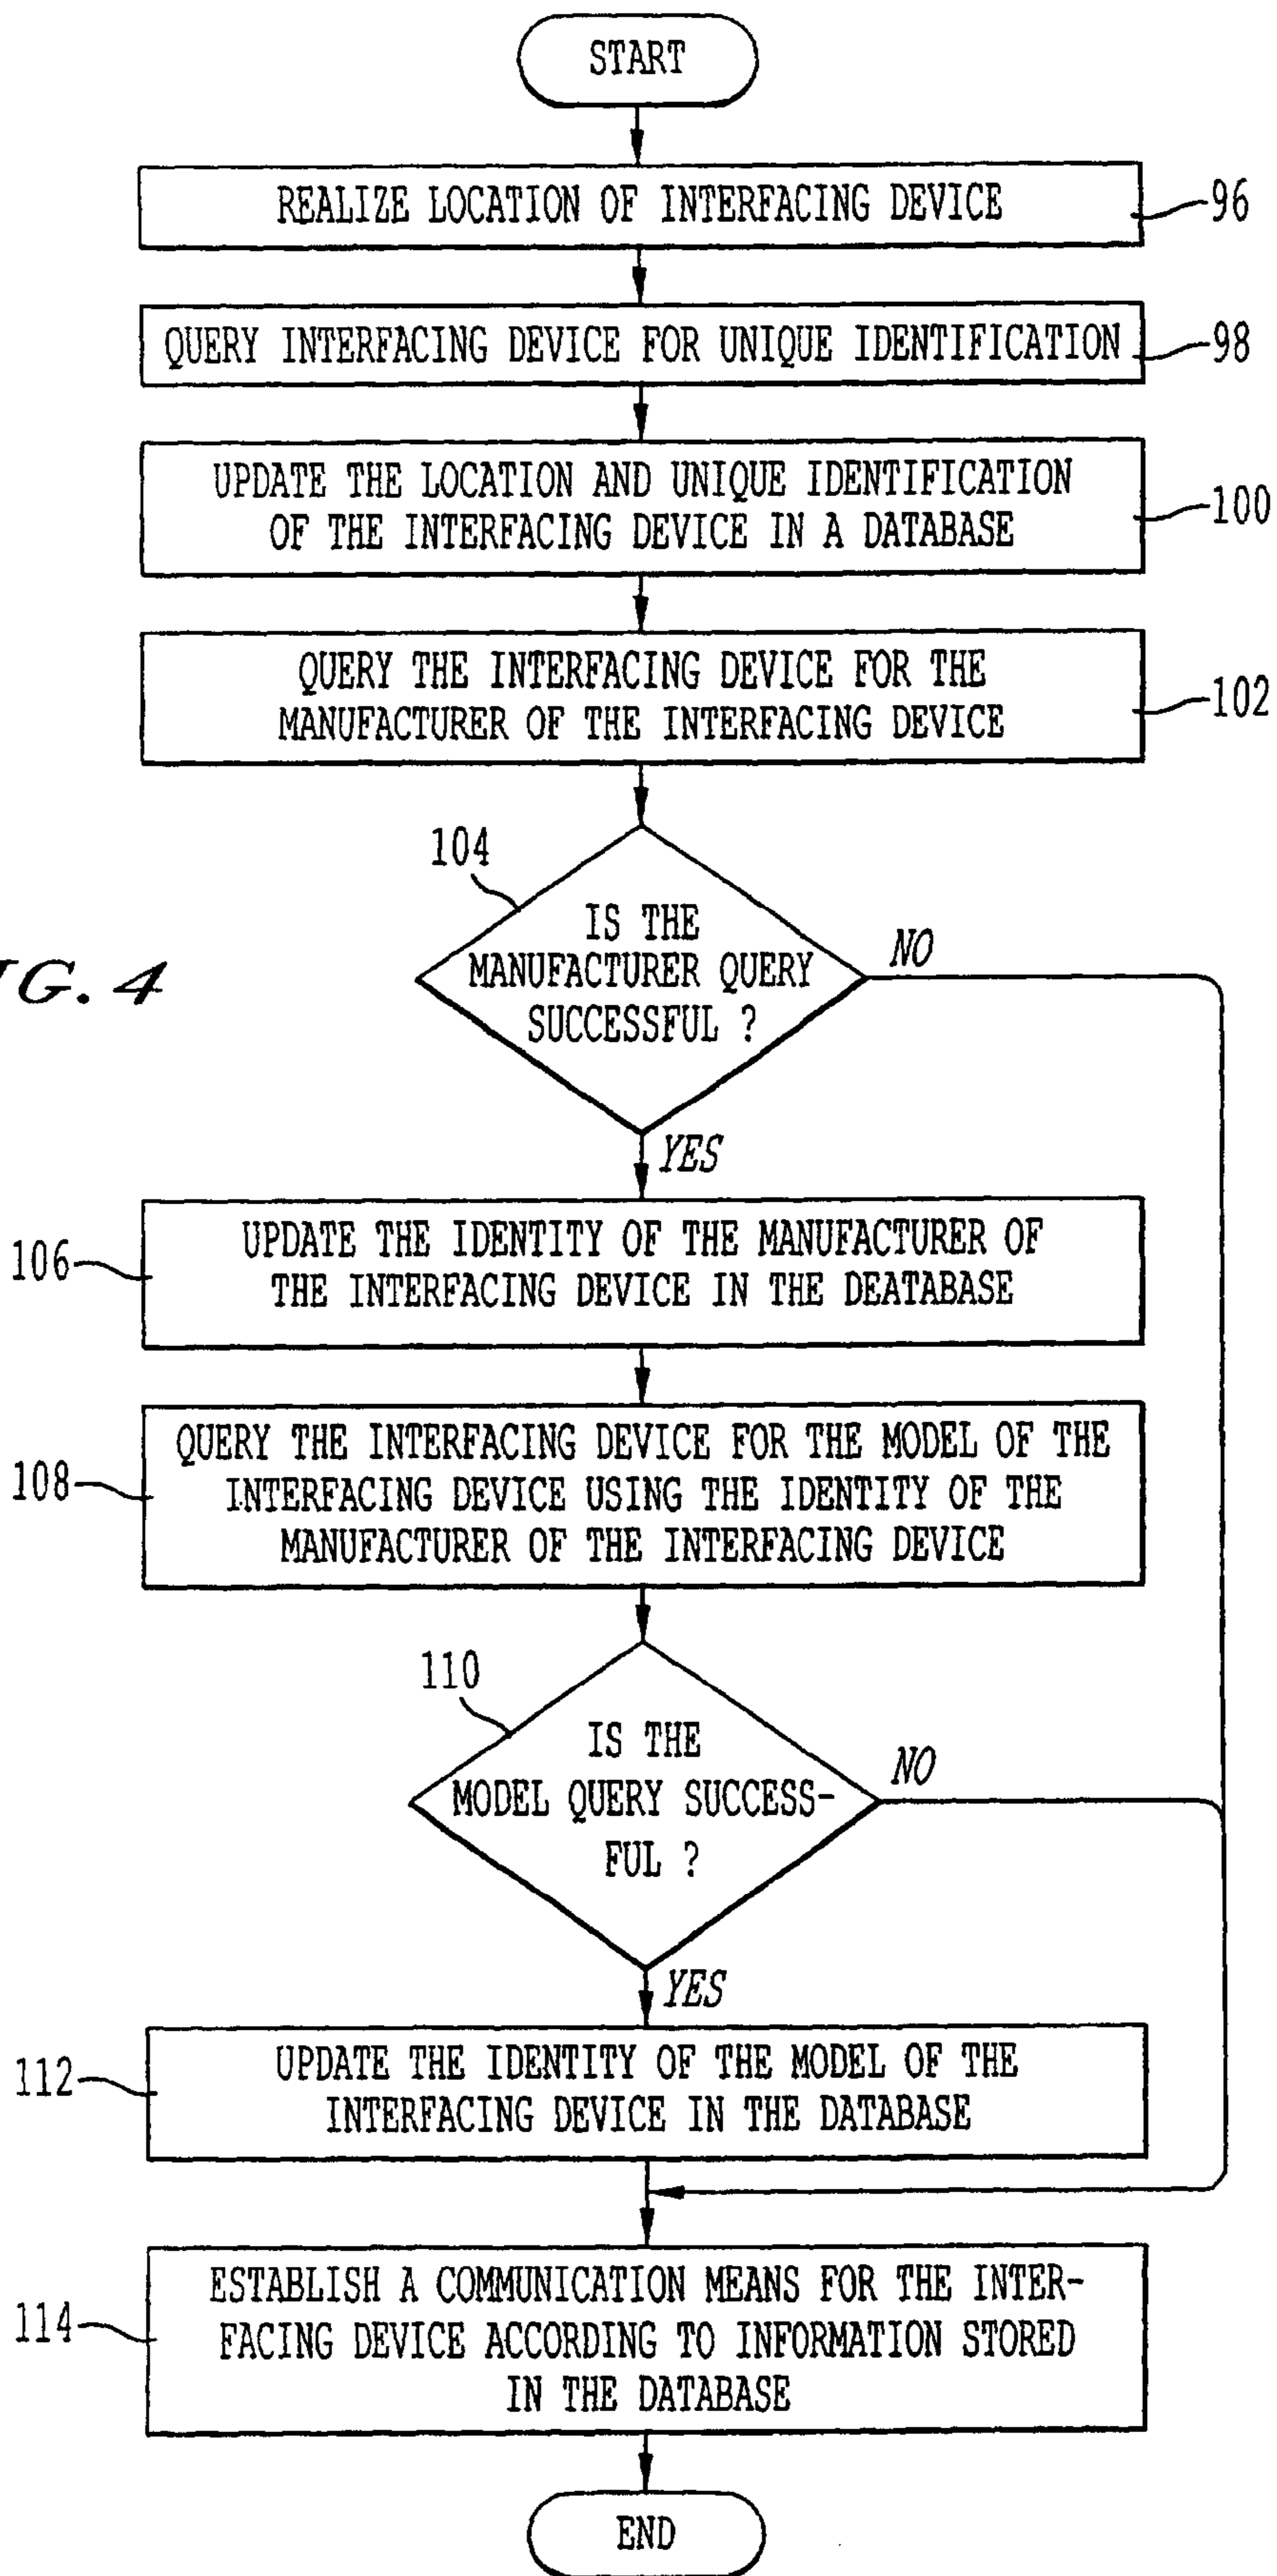 START
REALIZE LOCATION OF INTERFACING DEVICE
96
QUERY INTERFACING DEVICE FOR UNIQUE IDENTIFICATION
98
UPDATE THE LOCATION AND UNIQUE IDENTIFICATION
OF THE INTERFACING DEVICE IN A DATABASE
100
QUERY THE INTERFACING DEVICE FOR THE
MANUFACTURER OF THE INTERFACING DEVICE
102
104
IS THE
MANUFACTURER QUERY
SUCCESSFUL ?
NO
G. 4
YES
106
UPDATE THE IDENTITY OF THE MANUFACTURER OF
THE INTERFACING DEVICE IN THE DEATABASE
108
QUERY THE INTERFACING DEVICE FOR THE MODEL OF THE
INTERFACING DEVICE USING THE IDENTITY OF THE
MANUFACTURER OF THE INTERFACING DEVICE
110
IS THE
MODEL QUERY SUCCESS-
FUL ?
NO
YES
112
UPDATE THE IDENTITY OF THE MODEL OF THE
INTERFACING DEVICE IN THE DATABASE
114
ESTABLISH A COMMUNICATION MEANS FOR THE INTER-
FACING DEVICE ACCORDING TO INFORMATION STORED
IN THE DATABASE
END